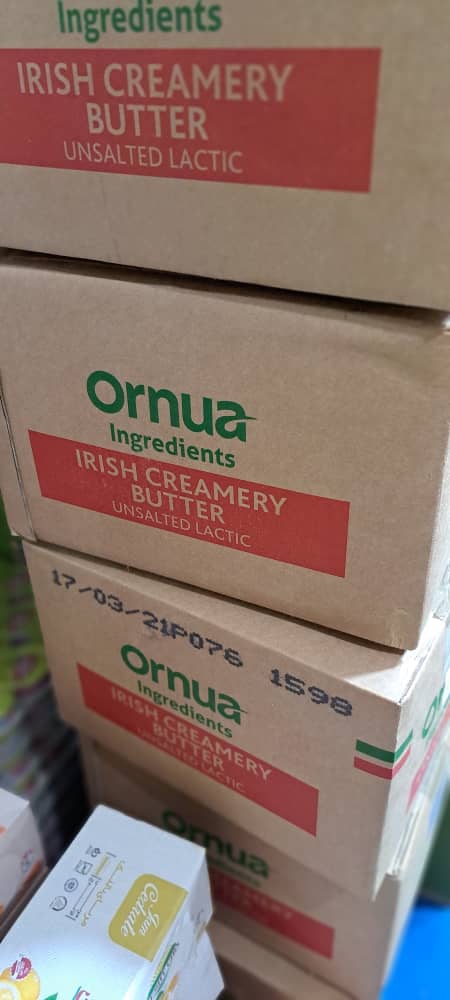 Ingredients
IRISH CREAMERY
BUTTER
UNSALTED LACTIC
Ornua
Ingredients
IRISH CREAMERY
BUTTER
UNSALTED LACTIC
17/03/21P076 1598
Ornua
Ingredients
IRISH CREAMERY
BUTTER
UNSALTED LACTIC
Ornua